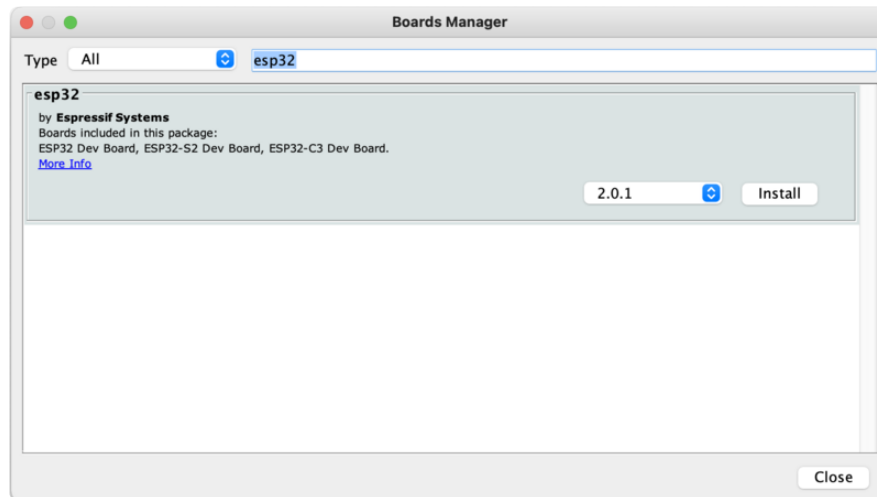 Boards Manager
Type All esp32
esp32
by Espressif Systems
Boards included in this package:
ESP32 Dev Board, ESP32-S2 Dev Board, ESP32-C3 Dev Board.
More Info
2.0.1 Install
Close